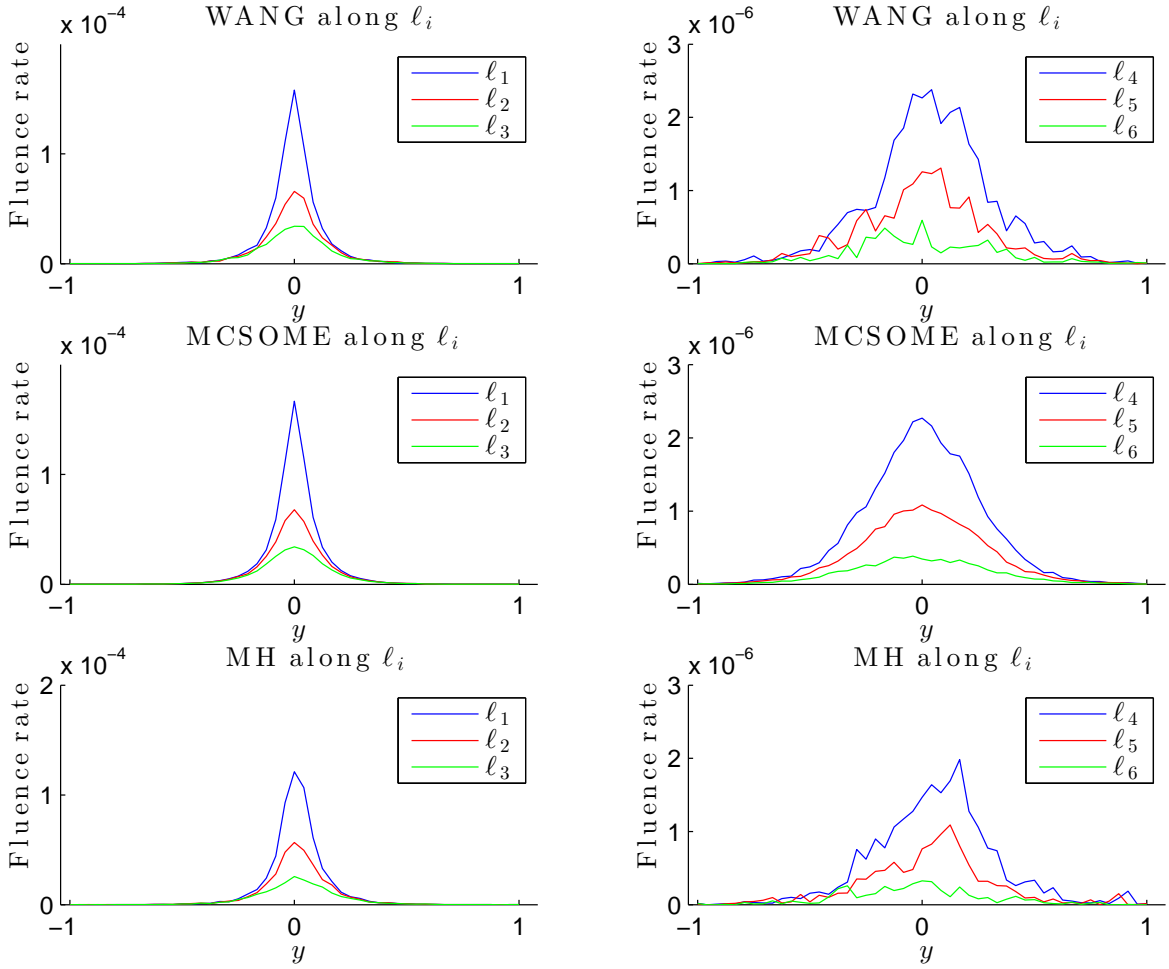 WANG along ℓ_i
x 10^−4
Fluence rate
1
0
−1 0 1
y
ℓ_1
ℓ_2
ℓ_3
WANG along ℓ_i
x 10^−6
Fluence rate
3
2
1
0
−1 0 1
y
ℓ_4
ℓ_5
ℓ_6
MCSOME along ℓ_i
x 10^−4
Fluence rate
1
0
−1 0 1
y
ℓ_1
ℓ_2
ℓ_3
MCSOME along ℓ_i
x 10^−6
Fluence rate
3
2
1
0
−1 0 1
y
ℓ_4
ℓ_5
ℓ_6
MH along ℓ_i
x 10^−4
Fluence rate
2
1
0
−1 0 1
y
ℓ_1
ℓ_2
ℓ_3
MH along ℓ_i
x 10^−6
Fluence rate
3
2
1
0
−1 0 1
y
ℓ_4
ℓ_5
ℓ_6